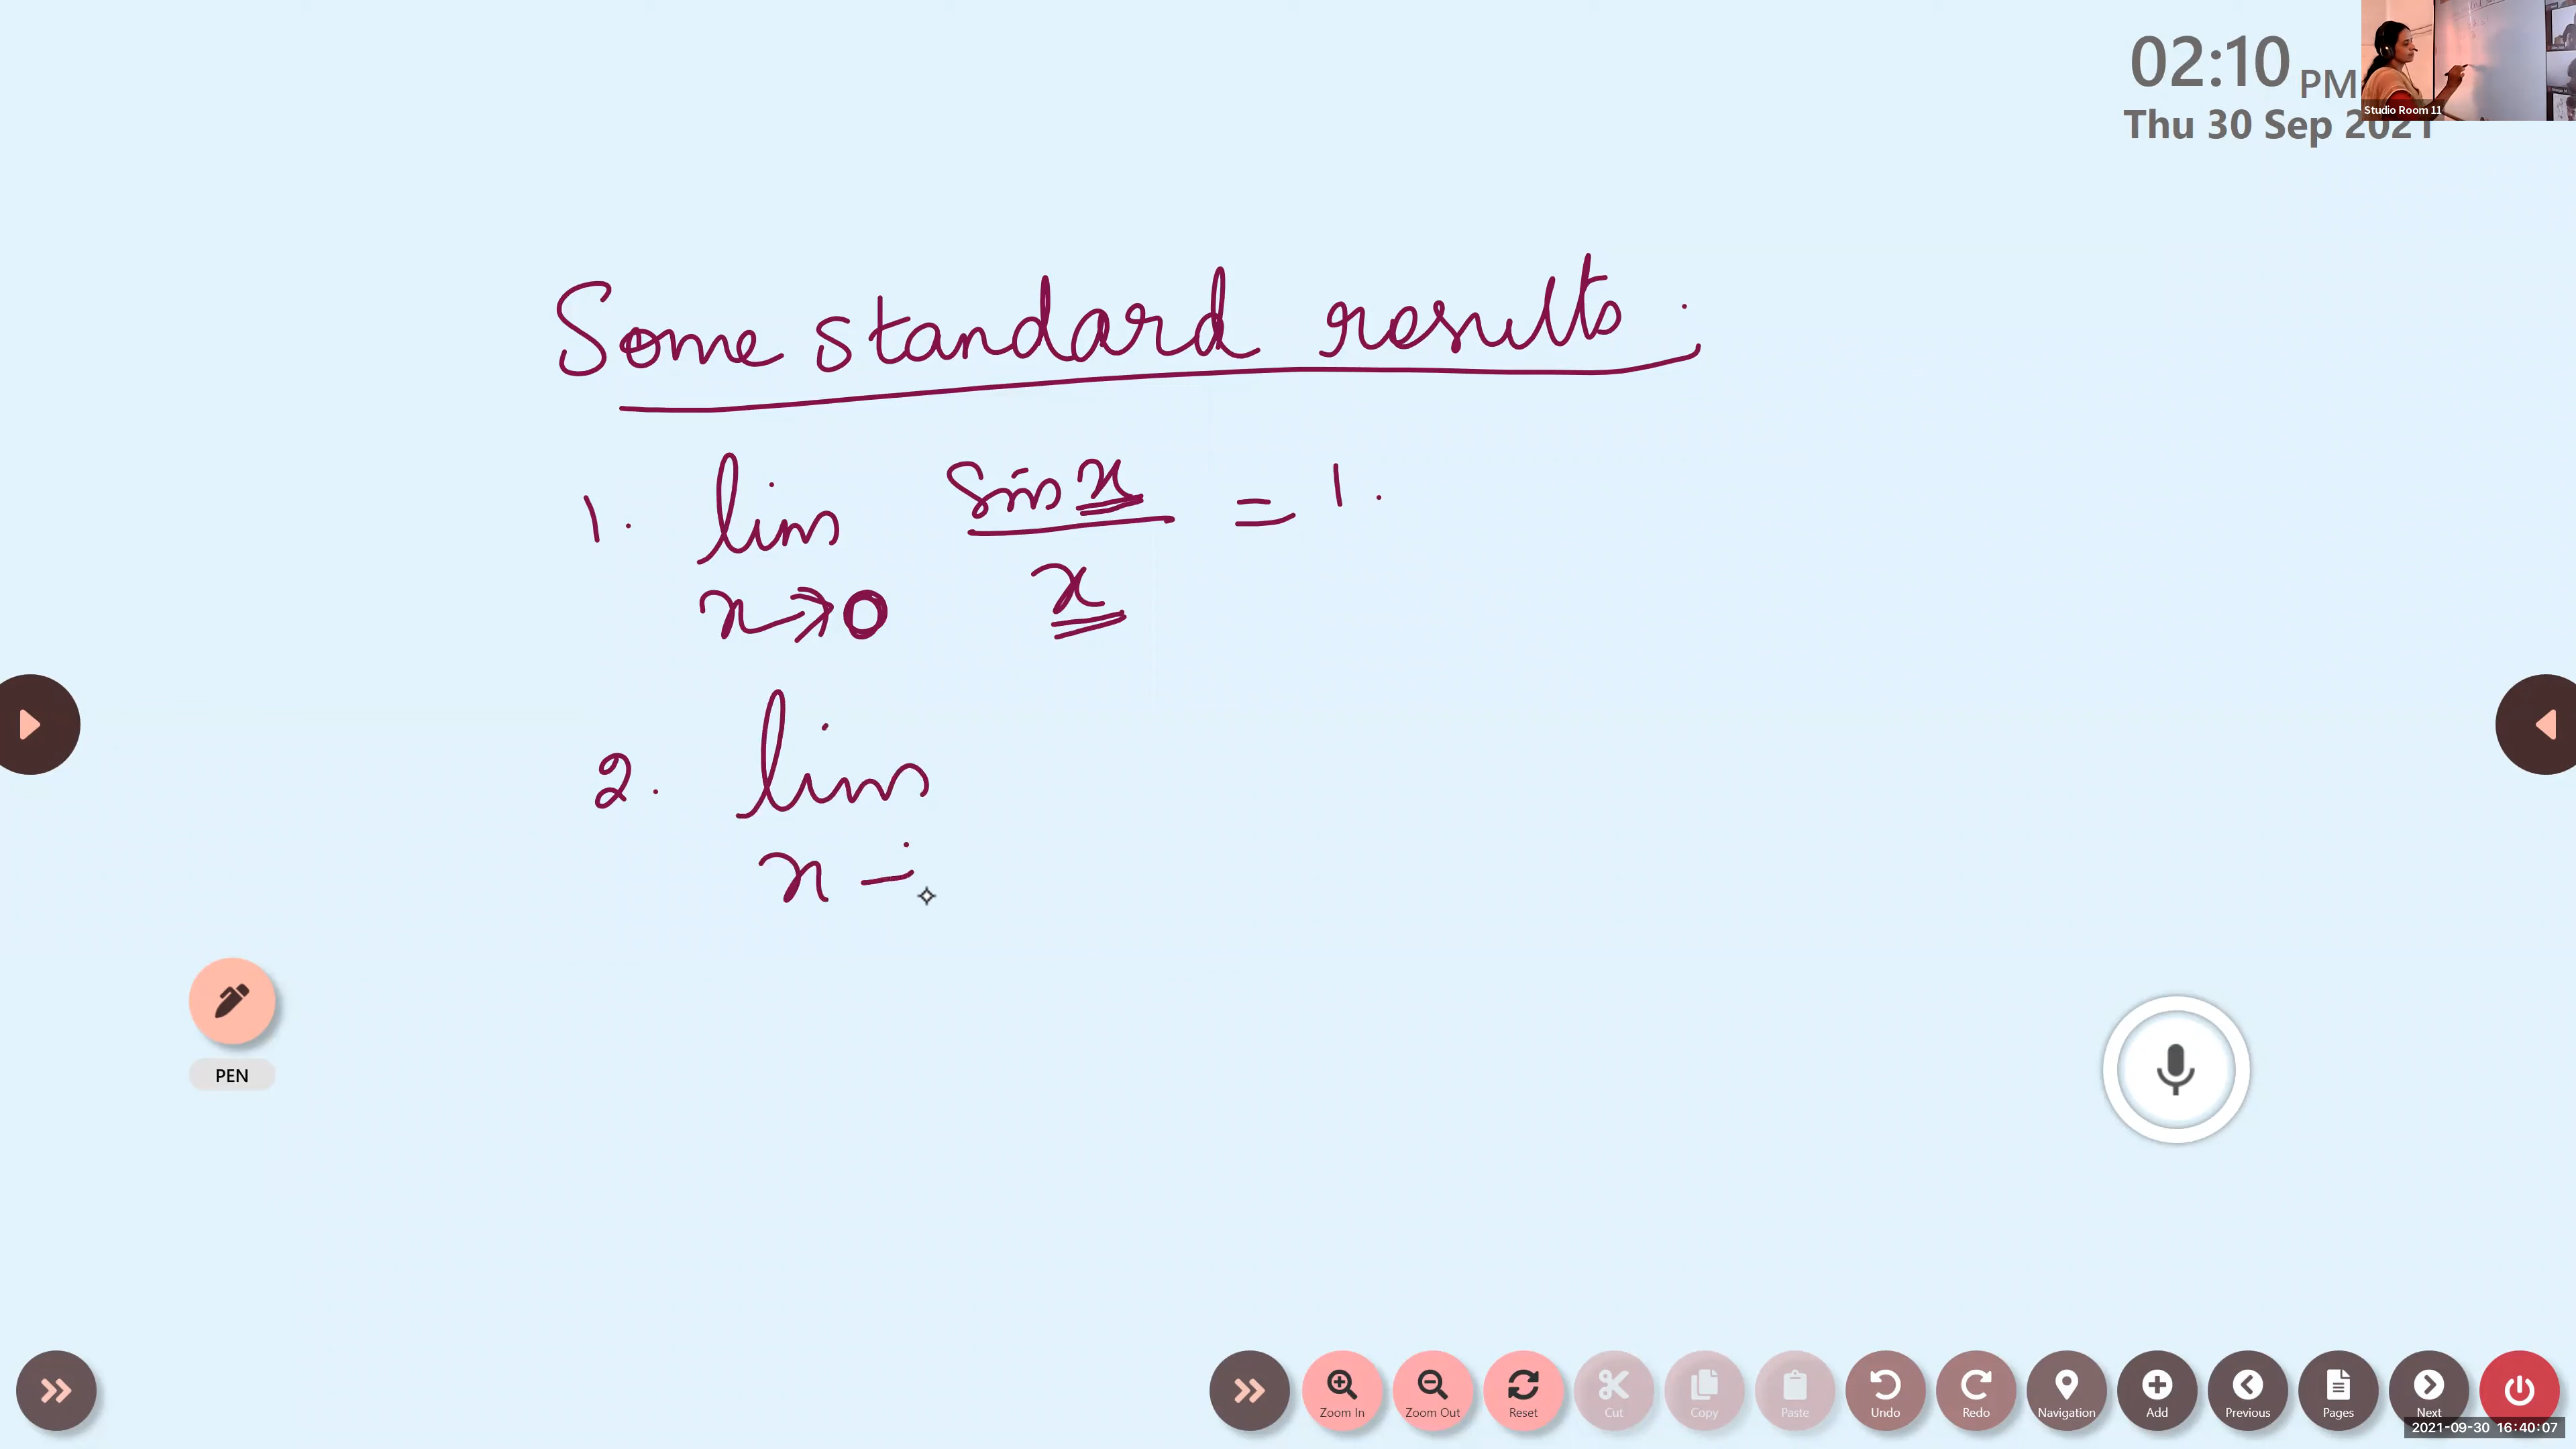 02:10 PM
Studio Room 11
Thu 30 Sep 2021
Some standard results :
1. lim sin x = 1.
x→0 x
2. lim
x –
PEN
Zoom In Zoom Out Reset Cut Copy Paste Undo Redo Navigation Add Previous Pages Next
2021-09-30 16:40:07